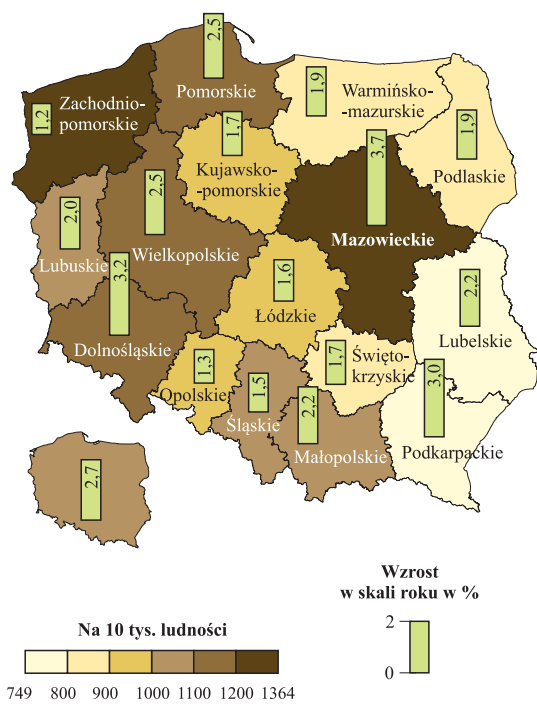 2,5
Pomorskie
1,9
Warmińsko-
-mazurskie
Zachodnio-
pomorskie
1,2
1,7
Kujawsko-
-pomorskie
3,7
Mazowieckie
1,9
Podlaskie
2,0
Lubuskie
2,5
Wielkopolskie
3,2
Dolnośląskie
1,6
Łódzkie
2,2
Lubelskie
1,3
Opolskie
1,5
Śląskie
1,7
Święto-
krzyskie
2,2
Małopolskie
3,0
Podkarpackie
2,7
Wzrost
w skali roku w %
2
0
Na 10 tys. ludności
749 800 900 1000 1100 1200 1364